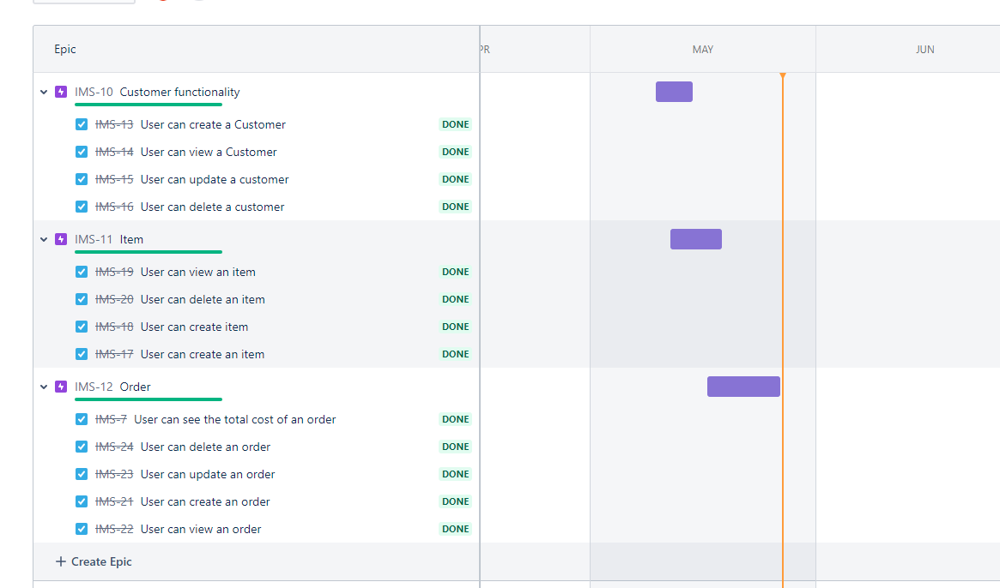 Epic PR MAY JUN
IMS-10 Customer functionality
IMS-13 User can create a Customer DONE
IMS-14 User can view a Customer DONE
IMS-15 User can update a customer DONE
IMS-16 User can delete a customer DONE
IMS-11 Item
IMS-19 User can view an item DONE
IMS-20 User can delete an item DONE
IMS-18 User can create item DONE
IMS-17 User can create an item DONE
IMS-12 Order
IMS-7 User can see the total cost of an order DONE
IMS-24 User can delete an order DONE
IMS-23 User can update an order DONE
IMS-21 User can create an order DONE
IMS-22 User can view an order DONE
+ Create Epic